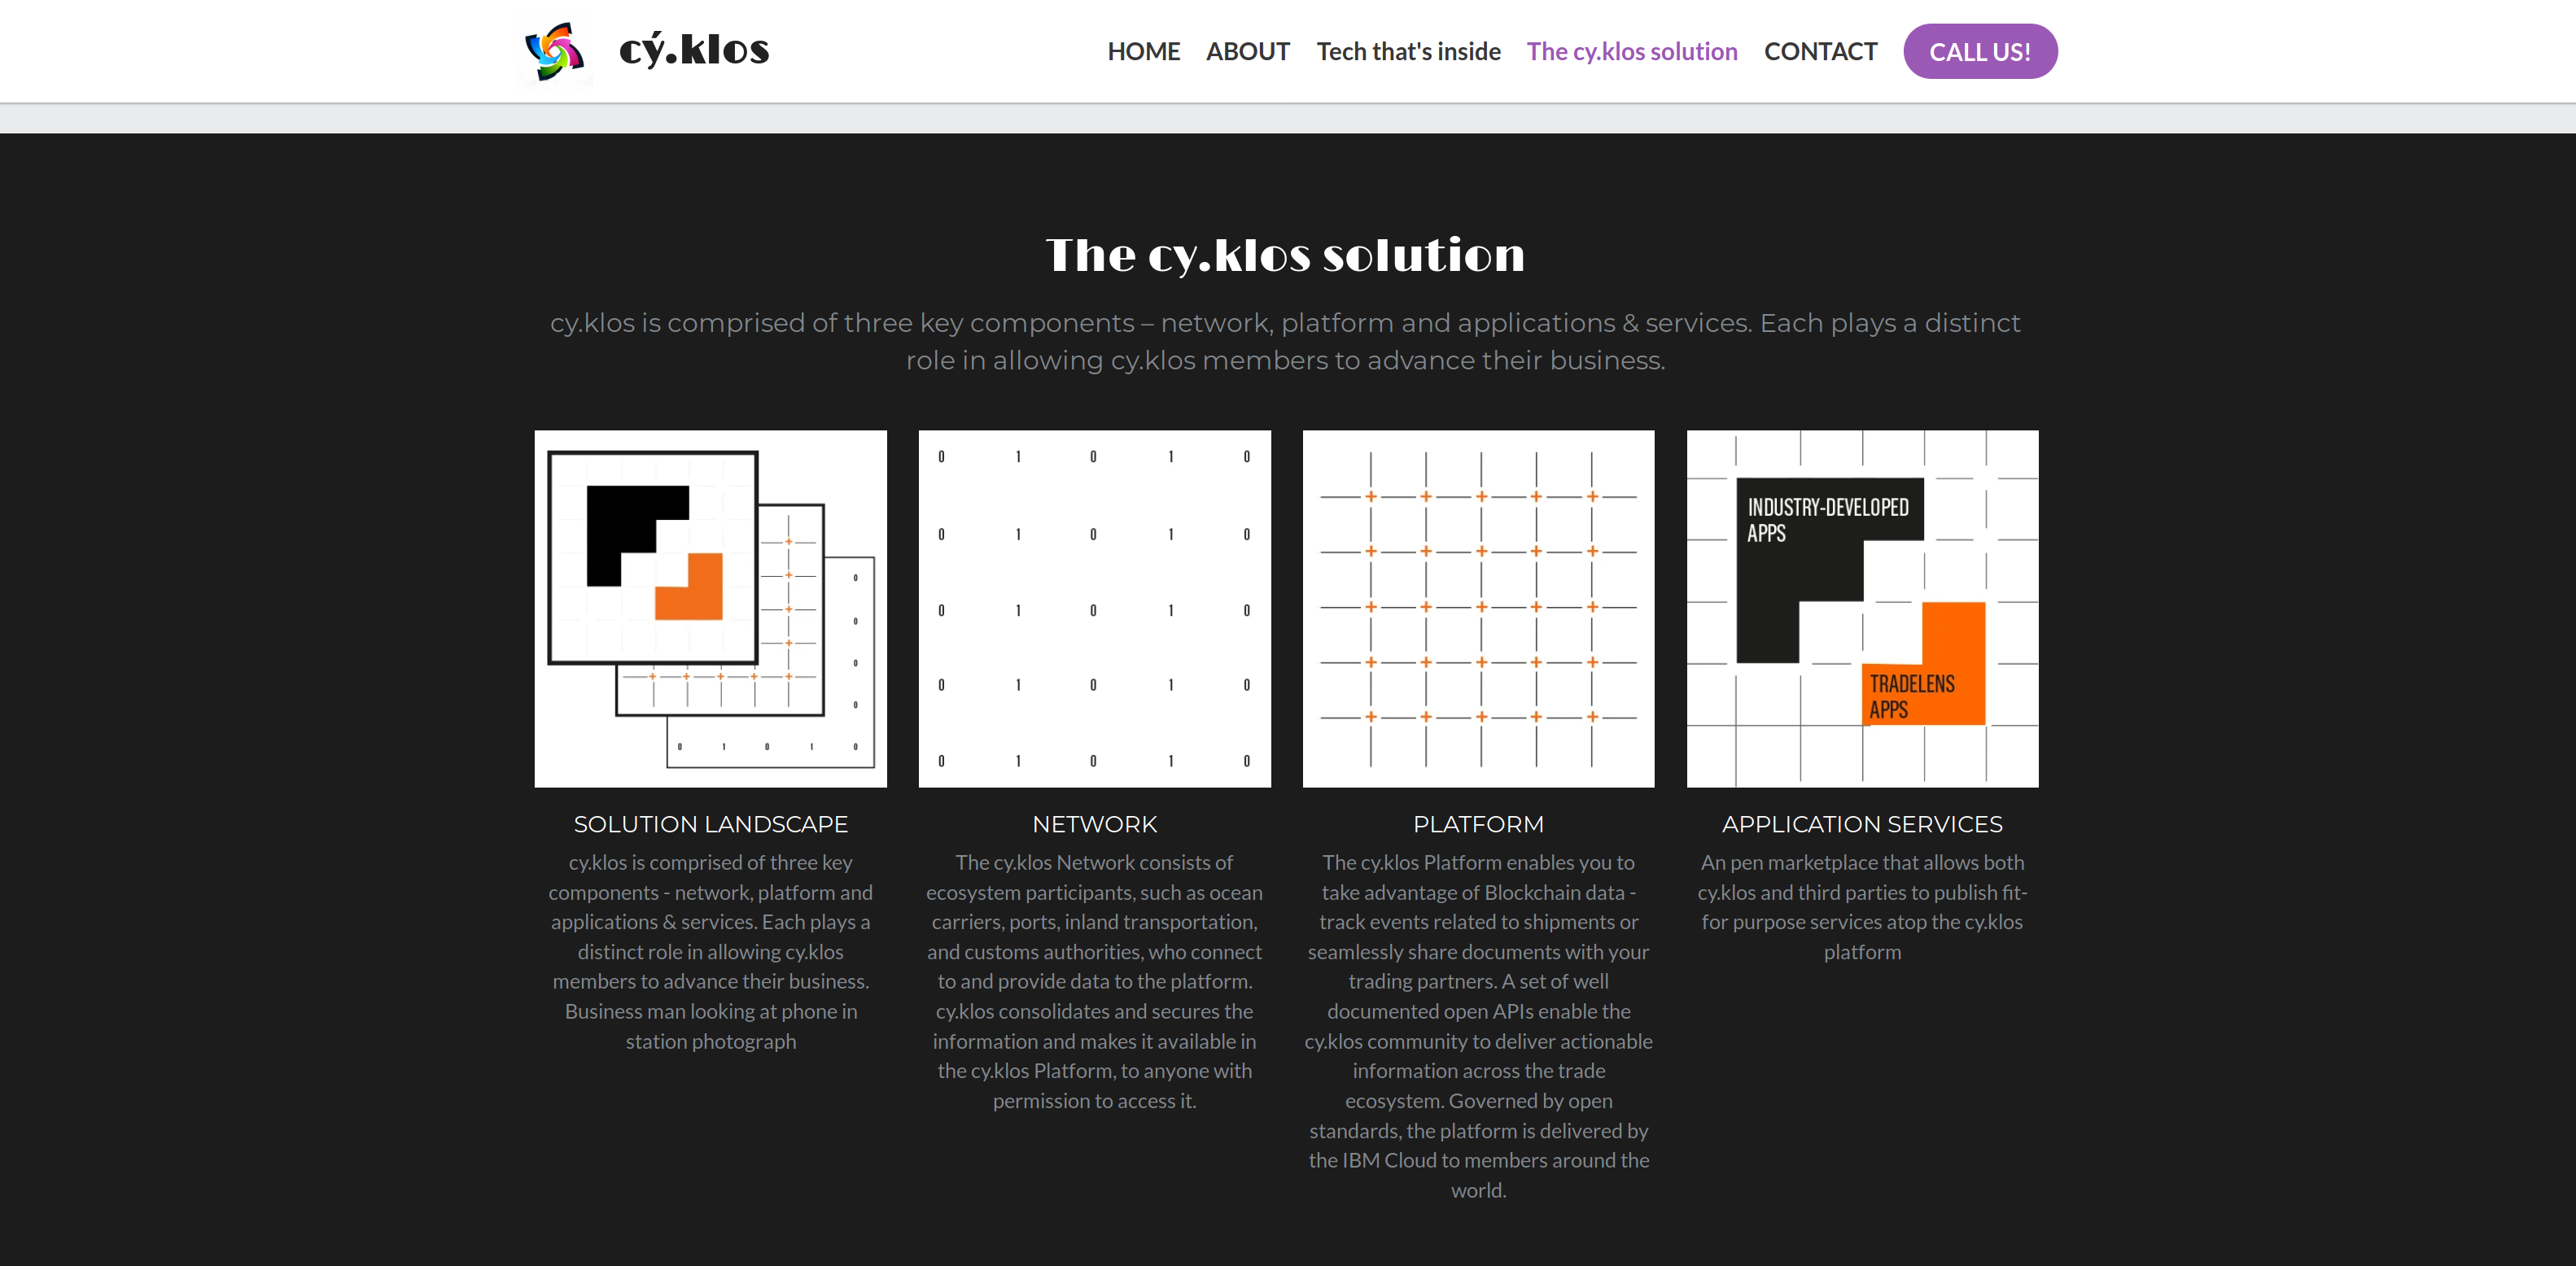 cý.klos
HOME ABOUT Tech that's inside The cy.klos solution CONTACT CALL US!
The cy.klos solution
cy.klos is comprised of three key components – network, platform and applications & services. Each plays a distinct
role in allowing cy.klos members to advance their business.
0
0
0
0
0 1 0 1 0
SOLUTION LANDSCAPE
cy.klos is comprised of three key
components - network, platform and
applications & services. Each plays a
distinct role in allowing cy.klos
members to advance their business.
Business man looking at phone in
station photograph
0 1 0 1 0
0 1 0 1 0
0 1 0 1 0
0 1 0 1 0
0 1 0 1 0
NETWORK
The cy.klos Network consists of
ecosystem participants, such as ocean
carriers, ports, inland transportation,
and customs authorities, who connect
to and provide data to the platform.
cy.klos consolidates and secures the
information and makes it available in
the cy.klos Platform, to anyone with
permission to access it.
PLATFORM
The cy.klos Platform enables you to
take advantage of Blockchain data -
track events related to shipments or
seamlessly share documents with your
trading partners. A set of well
documented open APIs enable the
cy.klos community to deliver actionable
information across the trade
ecosystem. Governed by open
standards, the platform is delivered by
the IBM Cloud to members around the
world.
INDUSTRY-DEVELOPED
APPS
TRADELENS
APPS
APPLICATION SERVICES
An pen marketplace that allows both
cy.klos and third parties to publish fit-
for purpose services atop the cy.klos
platform